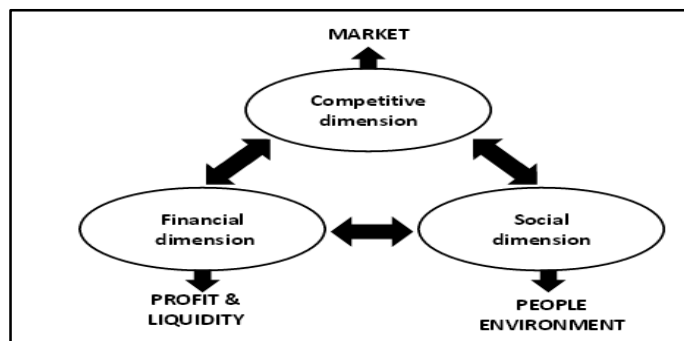 MARKET
Competitive
dimension
Financial
dimension
Social
dimension
PROFIT &
LIQUIDITY
PEOPLE
ENVIRONMENT